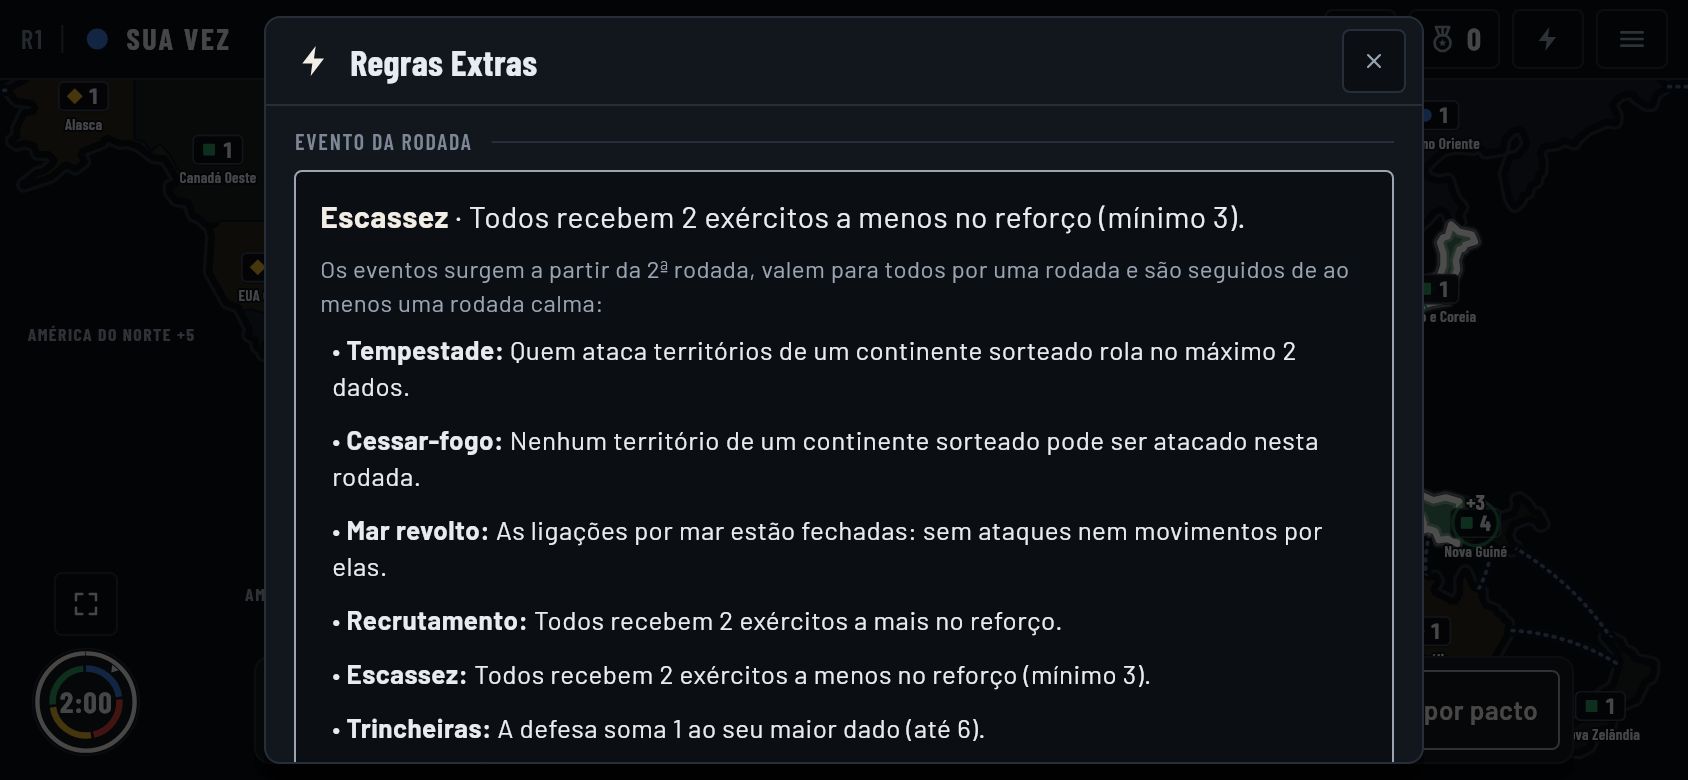 R1
SUA VEZ
Regras Extras
0
EVENTO DA RODADA
Escassez · Todos recebem 2 exércitos a menos no reforço (mínimo 3).
Os eventos surgem a partir da 2ª rodada, valem para todos por uma rodada e são seguidos de ao
menos uma rodada calma:
• Tempestade: Quem ataca territórios de um continente sorteado rola no máximo 2
dados.
• Cessar-fogo: Nenhum território de um continente sorteado pode ser atacado nesta
rodada.
• Mar revolto: As ligações por mar estão fechadas: sem ataques nem movimentos por
elas.
• Recrutamento: Todos recebem 2 exércitos a mais no reforço.
• Escassez: Todos recebem 2 exércitos a menos no reforço (mínimo 3).
• Trincheiras: A defesa soma 1 ao seu maior dado (até 6).
1
Alasca
1
Canadá Oeste
EUA
AMÉRICA DO NORTE +5
2:00
1
Oriente
1
e Coreia
+3
4
Nova Guiné
1
por pacto
1
Zelândia